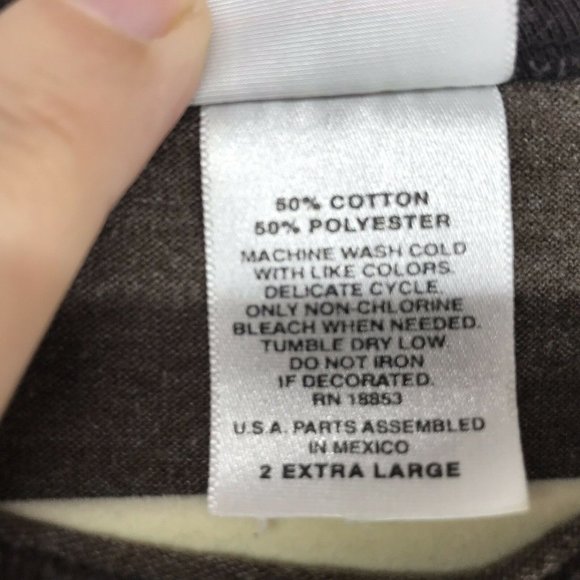 50% COTTON
50% POLYESTER
MACHINE WASH COLD
WITH LIKE COLORS.
DELICATE CYCLE.
ONLY NON-CHLORINE
BLEACH WHEN NEEDED.
TUMBLE DRY LOW.
DO NOT IRON
IF DECORATED.
RN 18853
U.S.A. PARTS ASSEMBLED
IN MEXICO
2 EXTRA LARGE